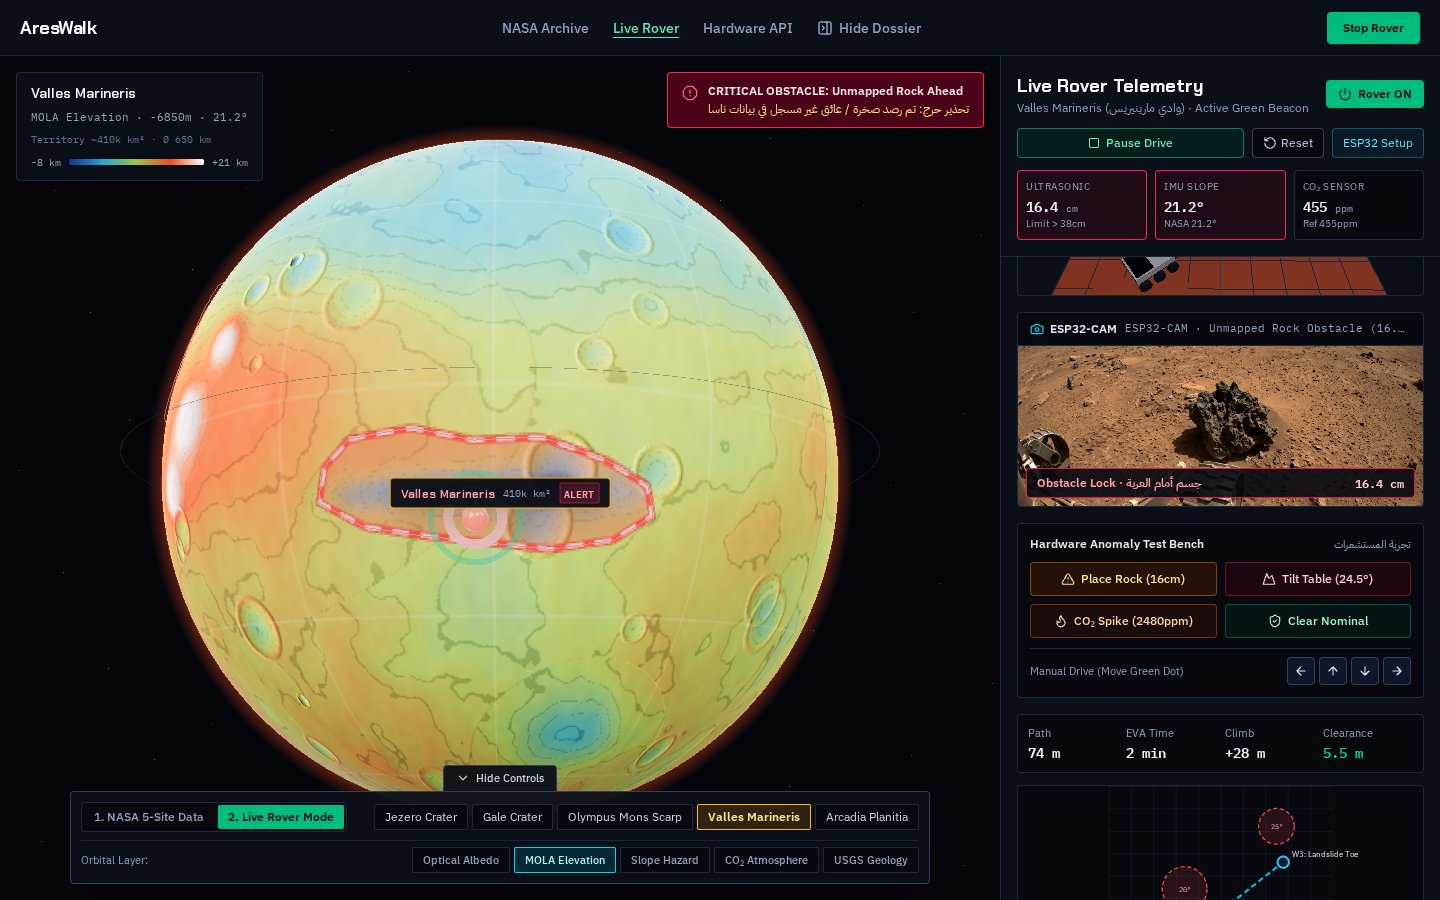 AresWalk
NASA Archive
Live Rover
Hardware API
Hide Dossier
Stop Rover
Valles Marineris
MOLA Elevation · -6850m · 21.2°
Territory ~410k km² · Ø 650 km
-8 km
+21 km
CRITICAL OBSTACLE: Unmapped Rock Ahead
تحذير حرج: تم رصد صخرة / عائق غير مسجل في بيانات ناسا
Valles Marineris 410k km² ALERT
Hide Controls
1. NASA 5-Site Data
2. Live Rover Mode
Jezero Crater
Gale Crater
Olympus Mons Scarp
Valles Marineris
Arcadia Planitia
Orbital Layer:
Optical Albedo
MOLA Elevation
Slope Hazard
CO₂ Atmosphere
USGS Geology
Live Rover Telemetry
Valles Marineris (وادي مارينيريس) · Active Green Beacon
Rover ON
Pause Drive
Reset
ESP32 Setup
ULTRASONIC
16.4 cm
Limit > 38cm
IMU SLOPE
21.2°
NASA 21.2°
CO₂ SENSOR
455 ppm
Ref 455ppm
ESP32-CAM ESP32-CAM · Unmapped Rock Obstacle (16.…
Obstacle Lock · جسم أمام العربة 16.4 cm
Hardware Anomaly Test Bench
تجربة المستشعرات
Place Rock (16cm)
Tilt Table (24.5°)
CO₂ Spike (2480ppm)
Clear Nominal
Manual Drive (Move Green Dot)
Path
74 m
EVA Time
2 min
Climb
+28 m
Clearance
5.5 m
25°
W3: Landslide Toe
20°